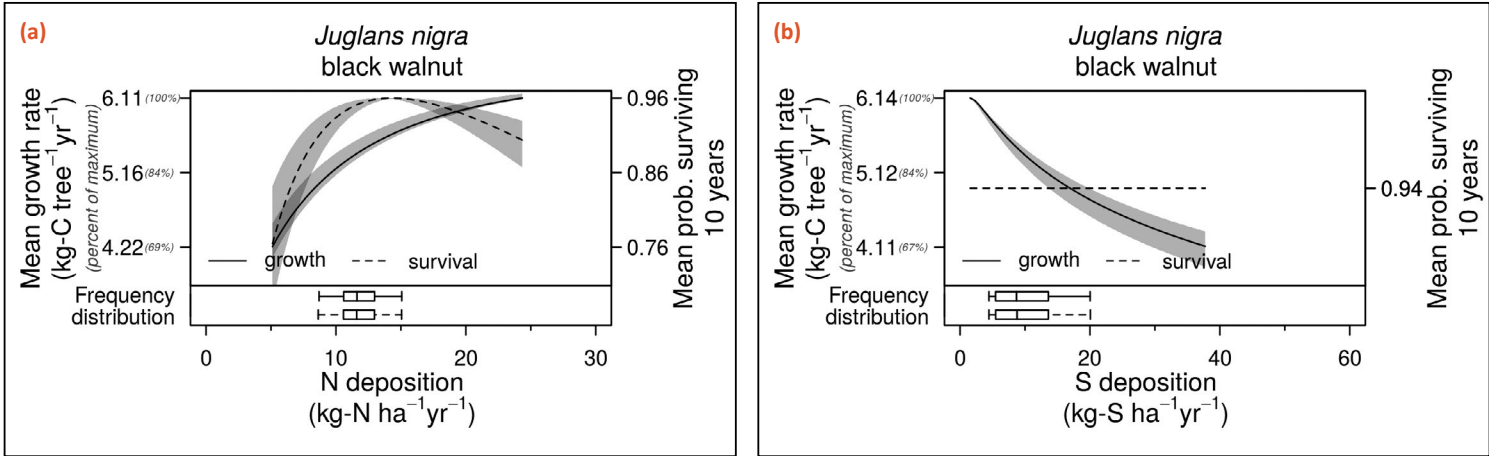 (a)
Juglans nigra
black walnut
Mean growth rate
(kg-C tree⁻¹yr⁻¹)
(percent of maximum)
6.11 (100%)
5.16 (84%)
4.22 (69%)
0.96
0.86
0.76
Mean prob. surviving
10 years
growth
survival
Frequency
distribution
0 10 20 30
N deposition
(kg-N ha⁻¹yr⁻¹)
(b)
Juglans nigra
black walnut
Mean growth rate
(kg-C tree⁻¹yr⁻¹)
(percent of maximum)
6.14 (100%)
5.12 (84%)
4.11 (67%)
0.94
Mean prob. surviving
10 years
growth
survival
Frequency
distribution
0 20 40 60
S deposition
(kg-S ha⁻¹yr⁻¹)